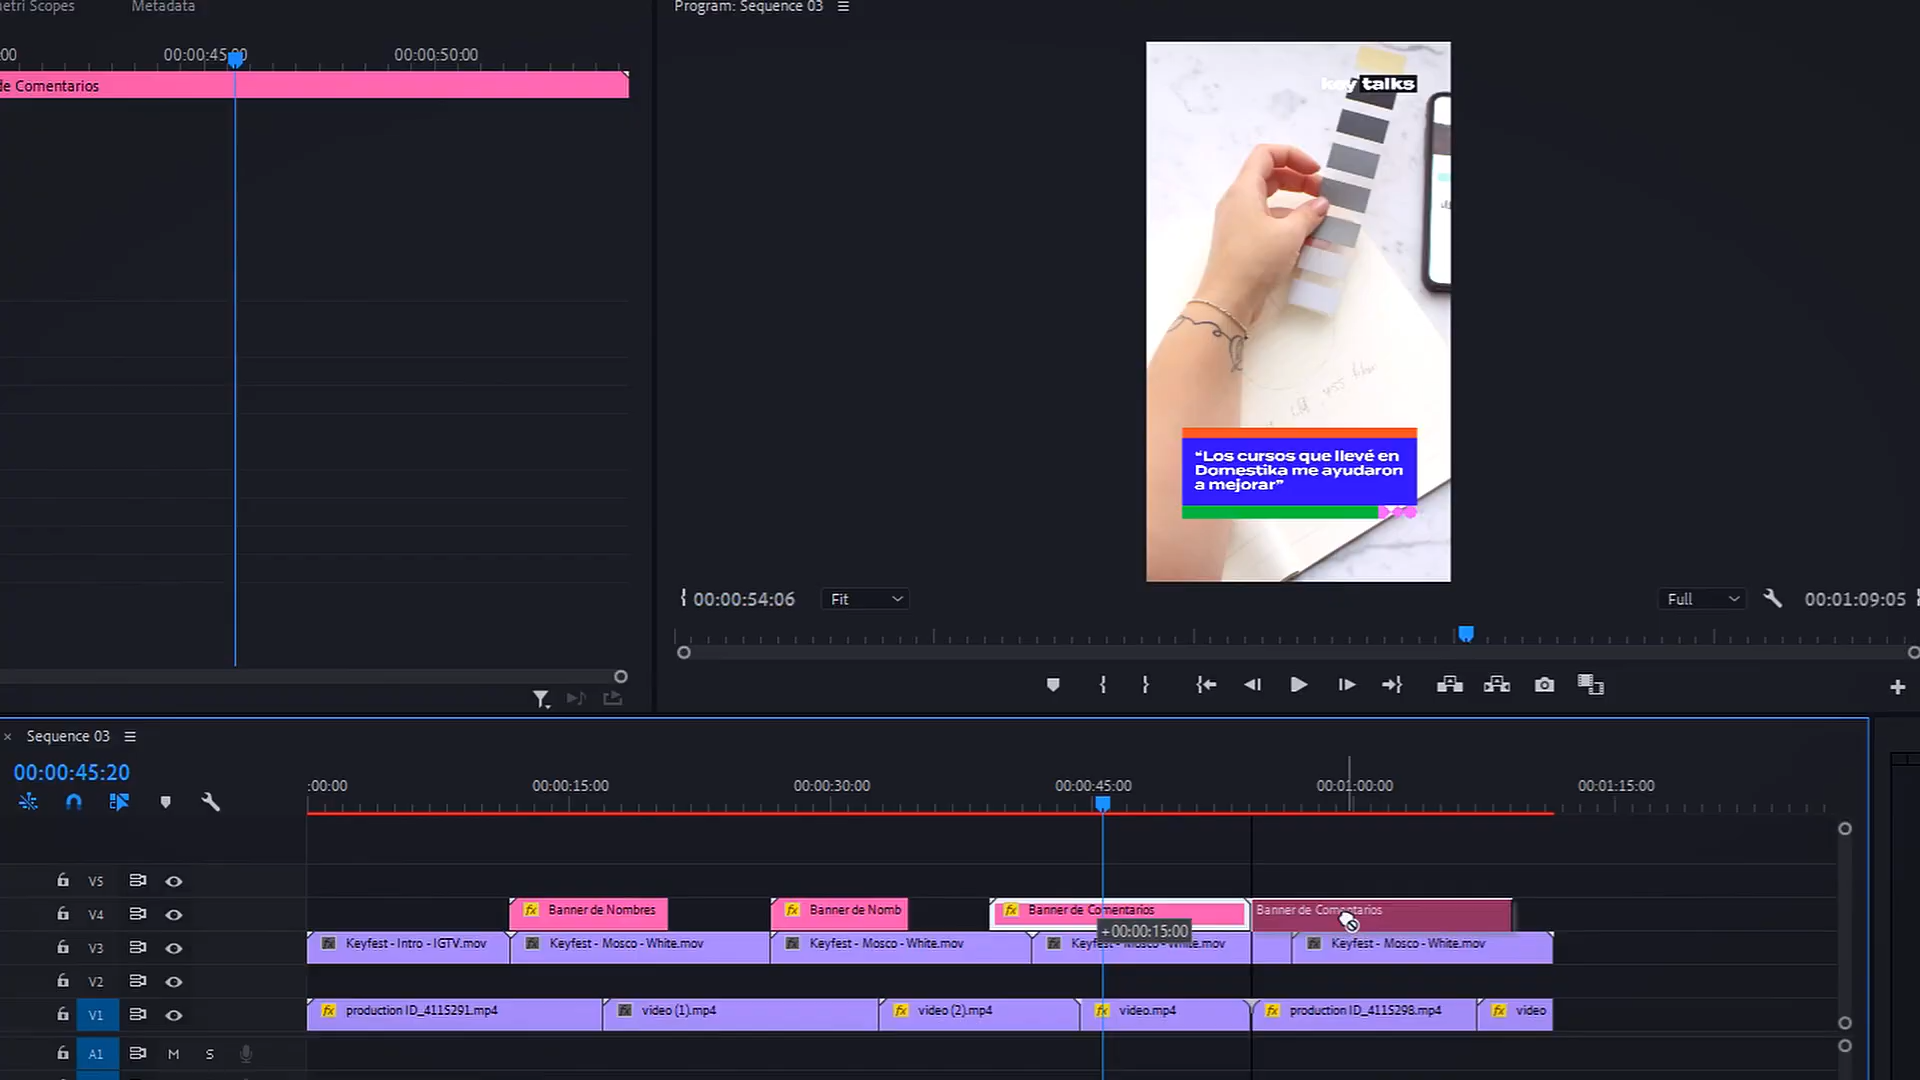 etri Scopes
Metadata
Program: Sequence 03
:00
00:00:45:00
00:00:50:00
de Comentarios
key talks
“Los cursos que llevé en
Domestika me ayudaron
a mejorar”
00:00:54:06
Fit
Full
00:01:09:05
Sequence 03
00:00:45:20
:00:00
00:00:15:00
00:00:30:00
00:00:45:00
00:01:00:00
00:01:15:00
V5
V4
Banner de Nombres
Banner de Nomb
Banner de Comentarios
Banner de Comentarios
+00:00:15:00
V3
Keyfest - Intro - IGTV.mov
Keyfest - Mosco - White.mov
Keyfest - Mosco - White.mov
Keyfest - Mosco - White.mov
Keyfest - Mosco - White.mov
V2
V1
production ID_4115291.mp4
video (1).mp4
video (2).mp4
video.mp4
production ID_4115298.mp4
video
A1
M
S